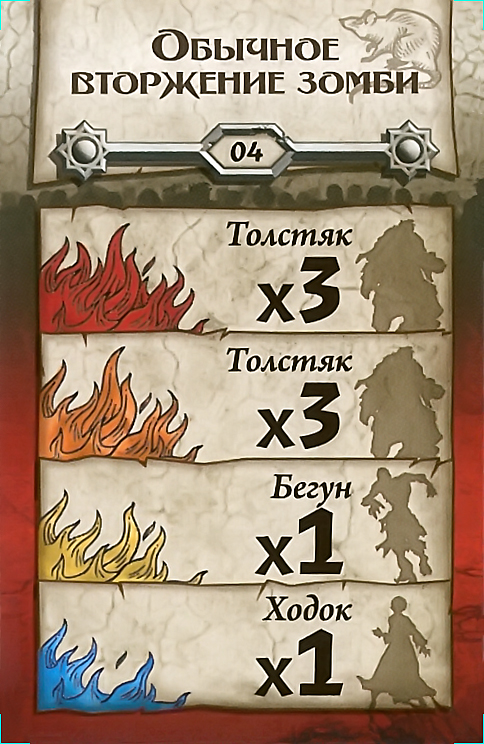 Обычное
вторжение зомби
04
Толстяк
x3
Толстяк
x3
Бегун
x1
Ходок
x1